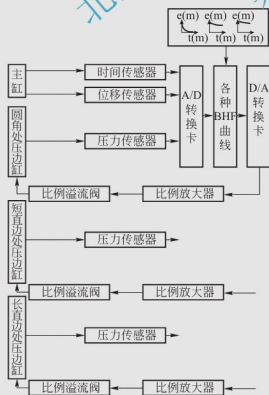 北
e(m) e(m) e(m)
t(m) t(m) t(m)
主缸
时间传感器
位移传感器
A/D转换卡
各种BHF曲线
D/A转换卡
圆角处压边缸
压力传感器
比例溢流阀
比例放大器
短直边处压边缸
压力传感器
比例溢流阀
比例放大器
长直边处压边缸
压力传感器
比例溢流阀
比例放大器